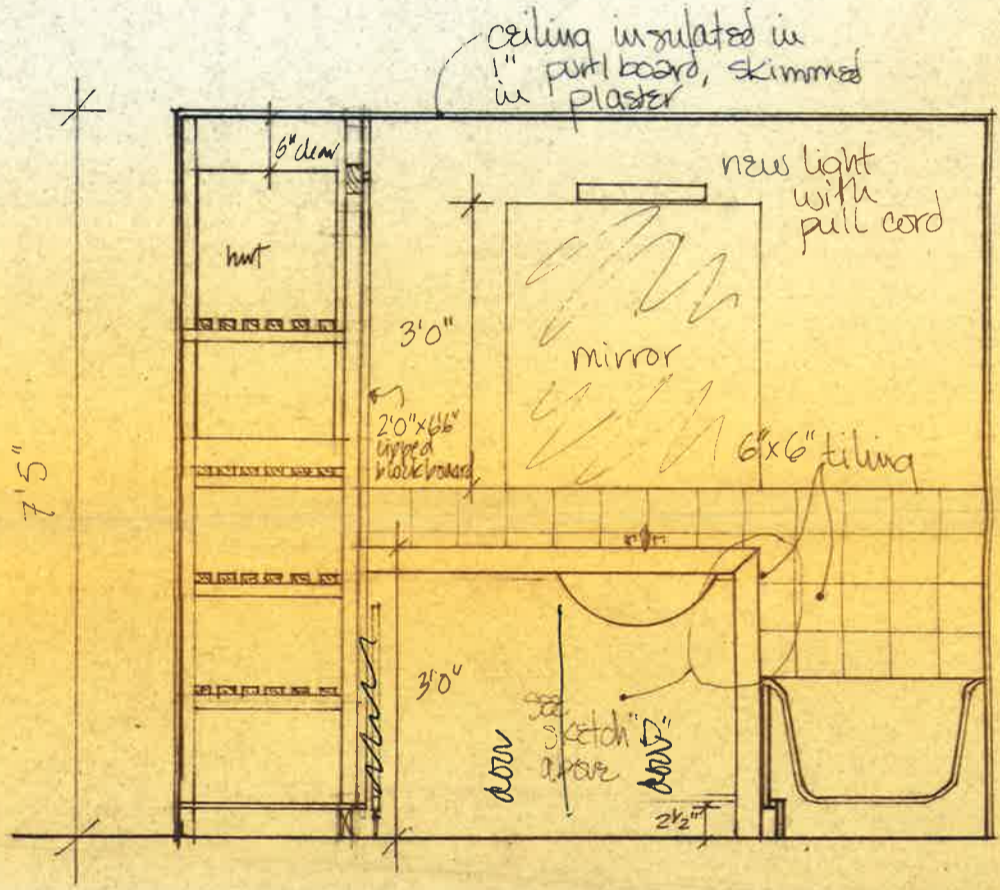 ceiling insulated in
1" purl board, skimmed
in plaster
6" clear
new light
with
pull cord
3'0"
mirror
2'0"x6'6"
lipped
blockboard
6"x6" tiling
7'5"
3'0"
see
sketch
above
door
door
2½"